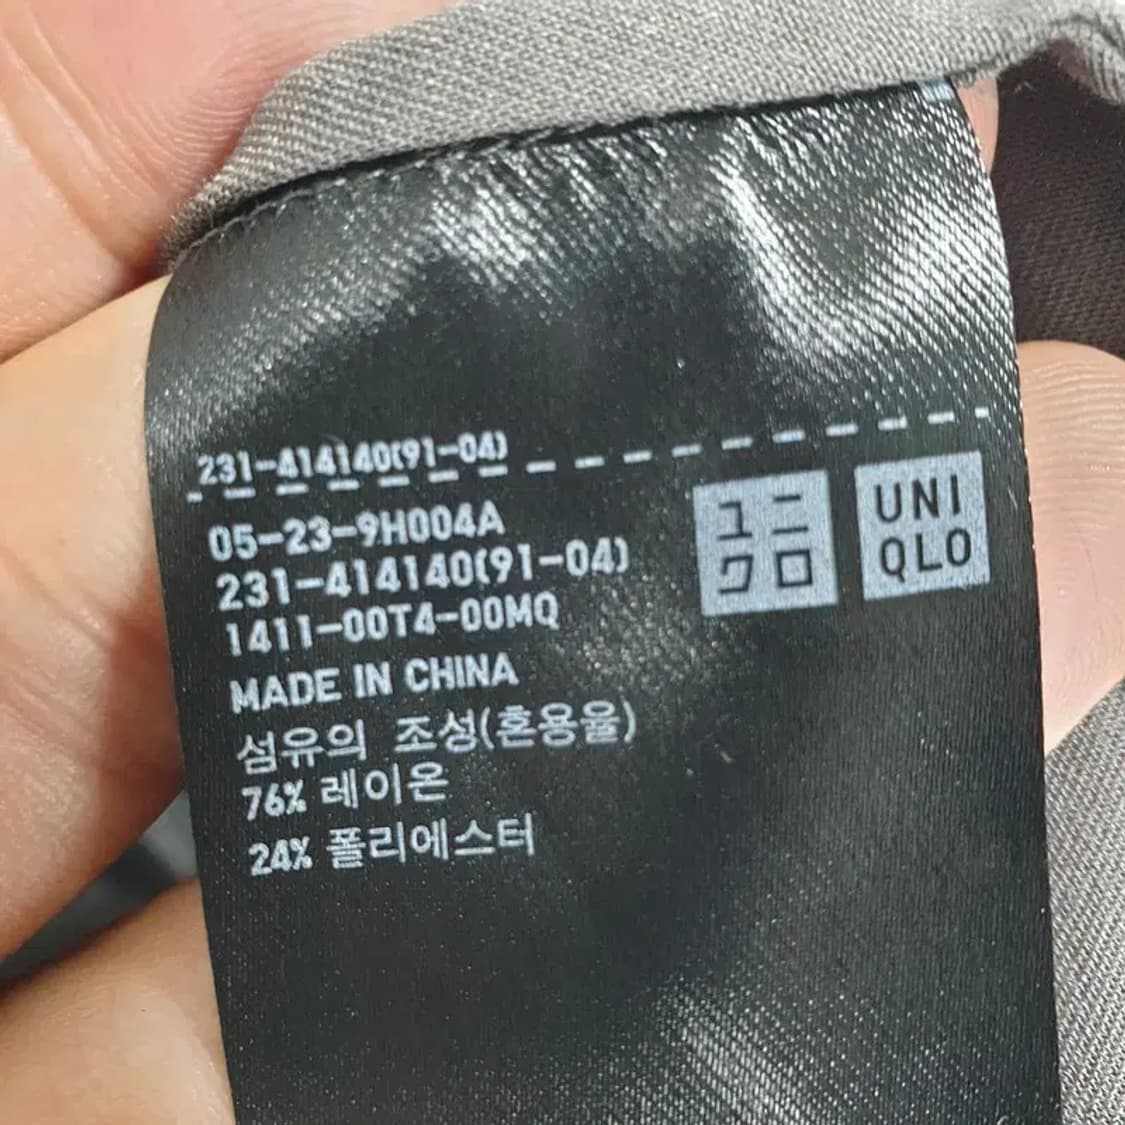 231-414140(91-04)
05-23-9H004A
231-414140(91-04)
1411-00T4-00MQ
MADE IN CHINA
섬유의 조성(혼용율)
76% 레이온
24% 폴리에스터
ユニ
クロ
UNI
QLO